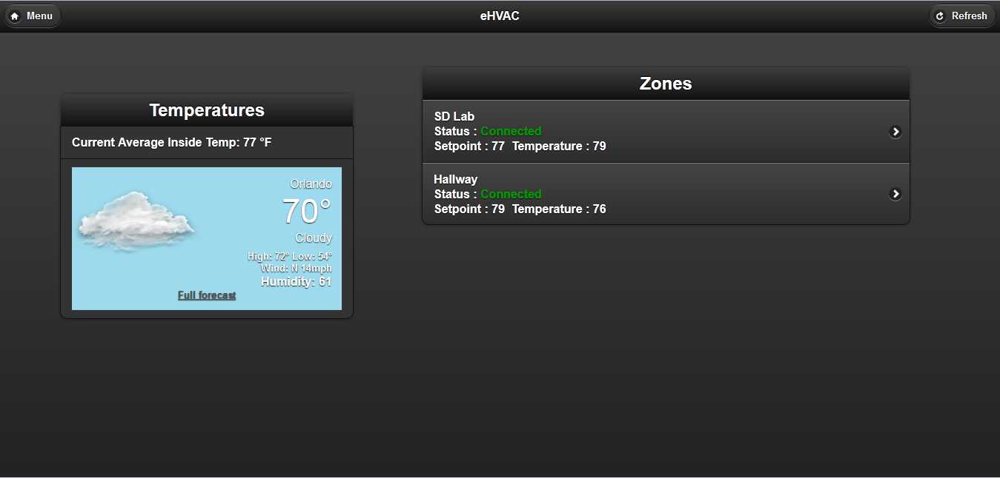 Menu
eHVAC
Refresh
Temperatures
Current Average Inside Temp: 77 °F
Orlando
70°
Cloudy
High: 72° Low: 54°
Wind: N 14mph
Humidity: 61
Full forecast
Zones
SD Lab
Status : Connected
Setpoint : 77  Temperature : 79
Hallway
Status : Connected
Setpoint : 79  Temperature : 76